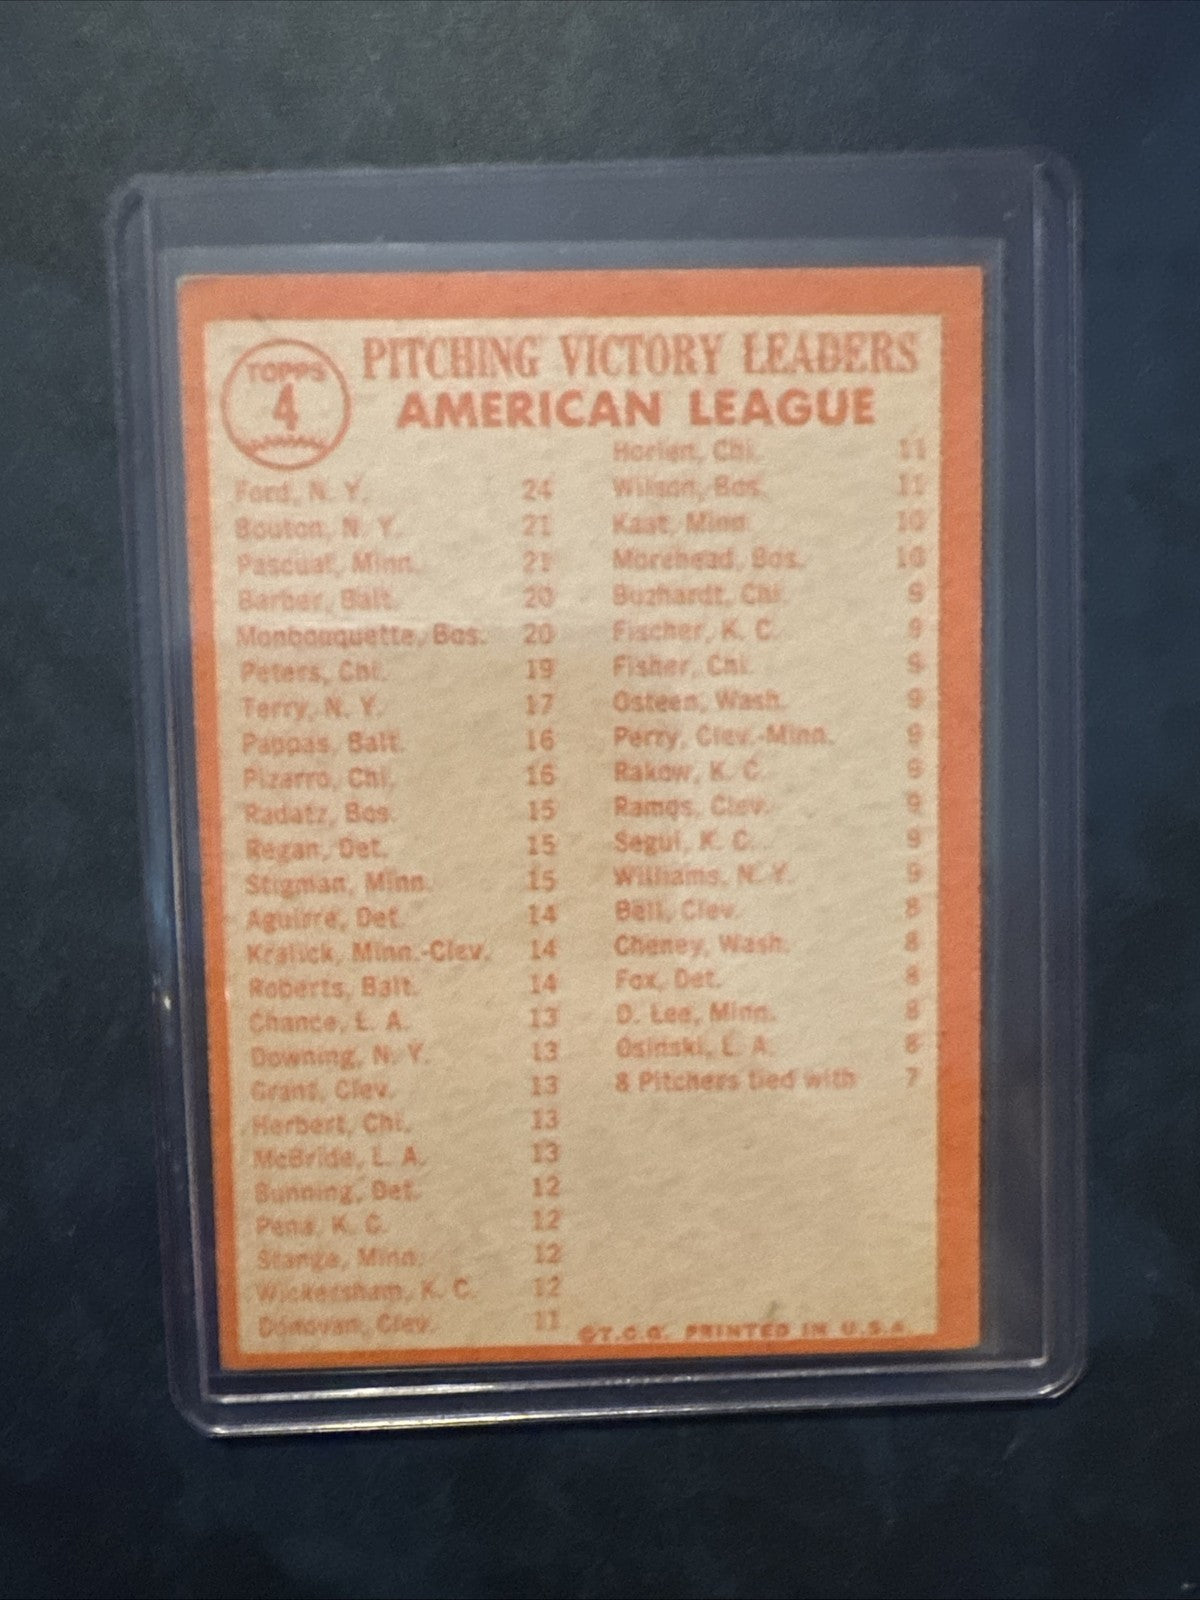 TOPPS
4
PITCHING VICTORY LEADERS
AMERICAN LEAGUE
Ford, N. Y. 24
Bouton, N. Y. 21
Pascual, Minn. 21
Barber, Balt. 20
Monbouquette, Bos. 20
Peters, Chi. 19
Terry, N. Y. 17
Pappas, Balt. 16
Pizarro, Chi. 16
Radatz, Bos. 15
Regan, Det. 15
Stigman, Minn. 15
Aguirre, Det. 14
Kralick, Minn.-Clev. 14
Roberts, Balt. 14
Chance, L. A. 13
Downing, N. Y. 13
Grant, Clev. 13
Herbert, Chi. 13
McBride, L. A. 13
Bunning, Det. 12
Pena, K. C. 12
Stange, Minn. 12
Wickersham, K. C. 12
Donovan, Clev. 11
Horlen, Chi. 11
Wilson, Bos. 11
Kaat, Minn. 10
Morehead, Bos. 10
Buzhardt, Chi. 9
Fischer, K. C. 9
Fisher, Chi. 9
Osteen, Wash. 9
Perry, Clev.-Minn. 9
Rakow, K. C. 9
Ramos, Clev. 9
Segui, K. C. 9
Williams, N. Y. 9
Bell, Clev. 8
Cheney, Wash. 8
Fox, Det. 8
D. Lee, Minn. 8
Osinski, L. A. 8
8 Pitchers tied with 7
©T.C.G. PRINTED IN U.S.A.